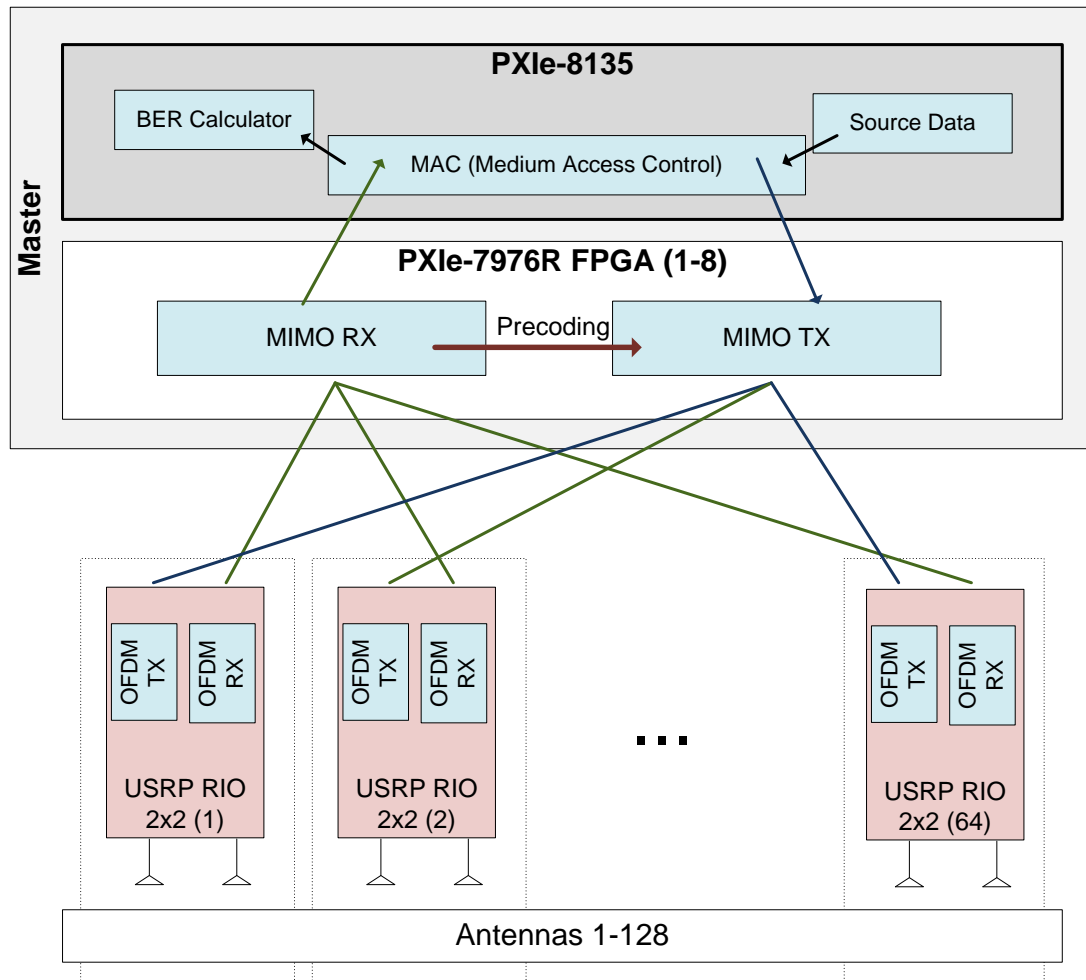 PXIe-8135
BER Calculator
Source Data
MAC (Medium Access Control)
Master
PXIe-7976R FPGA (1-8)
MIMO RX
Precoding
MIMO TX
OFDM
TX
OFDM
RX
USRP RIO
2x2 (1)
OFDM
TX
OFDM
RX
USRP RIO
2x2 (2)
...
OFDM
TX
OFDM
RX
USRP RIO
2x2 (64)
Antennas 1-128